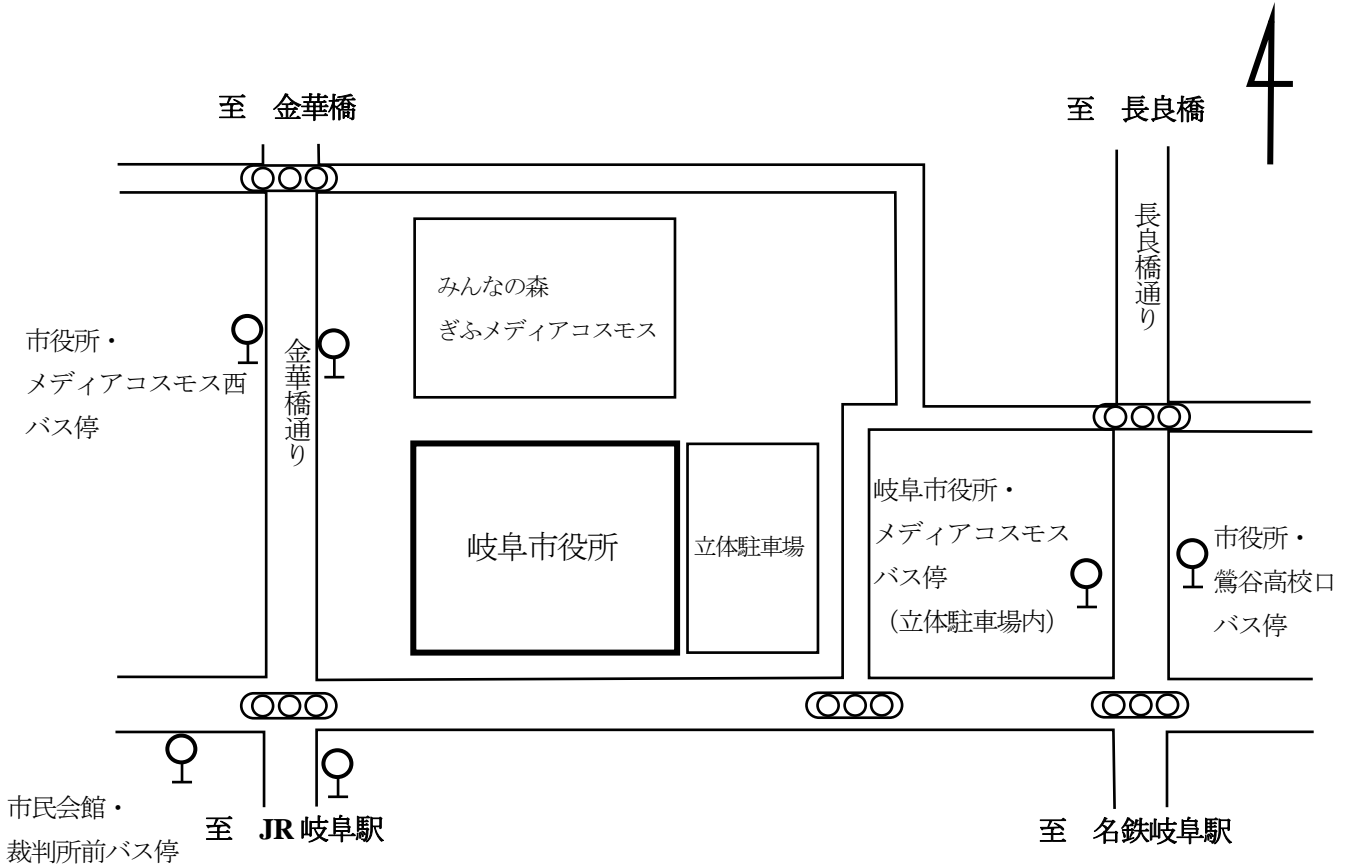 至　金華橋
至　長良橋
長良橋通り
みんなの森
ぎふメディアコスモス
市役所・
メディアコスモス西
バス停
金華橋通り
岐阜市役所
立体駐車場
岐阜市役所・
メディアコスモス
バス停
（立体駐車場内）
市役所・
鶯谷高校口
バス停
市民会館・
裁判所前バス停
至　JR岐阜駅
至　名鉄岐阜駅